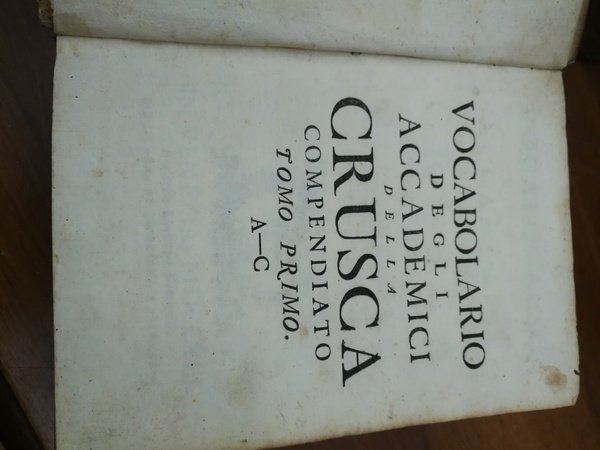 VOCABOLARIO
DEGLI
ACCADEMICI
DELLA
CRUSCA
COMPENDIATO
TOMO PRIMO.
A—C